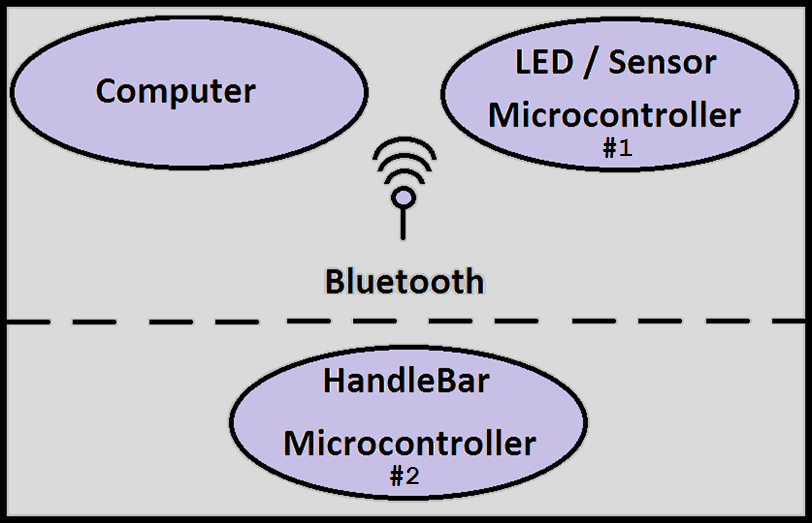 Computer
LED / Sensor
Microcontroller
#1
Bluetooth
HandleBar
Microcontroller
#2